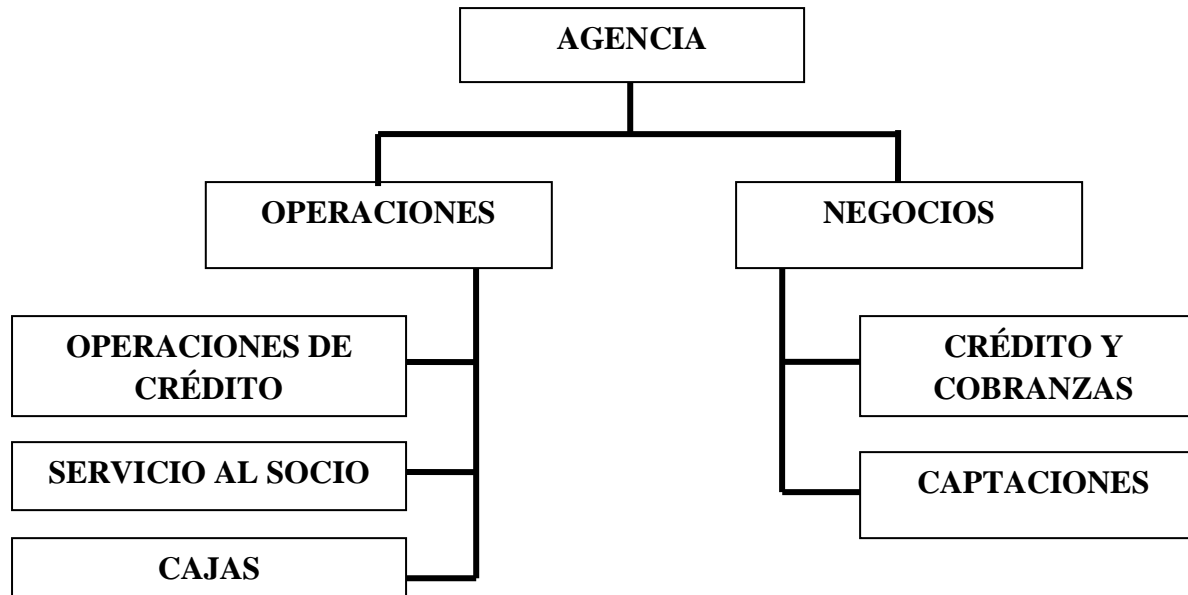 AGENCIA
OPERACIONES
NEGOCIOS
OPERACIONES DE
CRÉDITO
SERVICIO AL SOCIO
CAJAS
CRÉDITO Y
COBRANZAS
CAPTACIONES